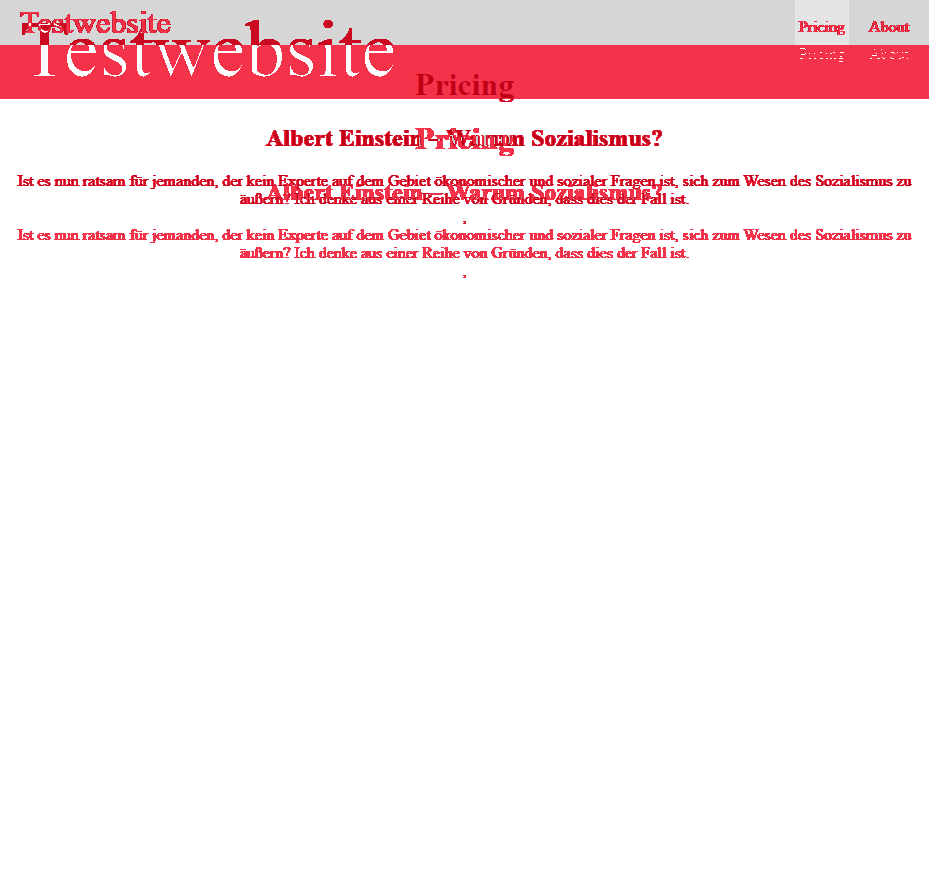 Testwebsite
Pricing About
Testwebsite
Pricing About
Pricing
Albert Einstein – Warum Sozialismus?
Pricing
Ist es nun ratsam für jemanden, der kein Experte auf dem Gebiet ökonomischer und sozialer Fragen ist, sich zum Wesen des Sozialismus zu
Albert Einstein – Warum Sozialismus?
äußern? Ich denke aus einer Reihe von Gründen, dass dies der Fall ist.
.
Ist es nun ratsam für jemanden, der kein Experte auf dem Gebiet ökonomischer und sozialer Fragen ist, sich zum Wesen des Sozialismus zu
äußern? Ich denke aus einer Reihe von Gründen, dass dies der Fall ist.
.